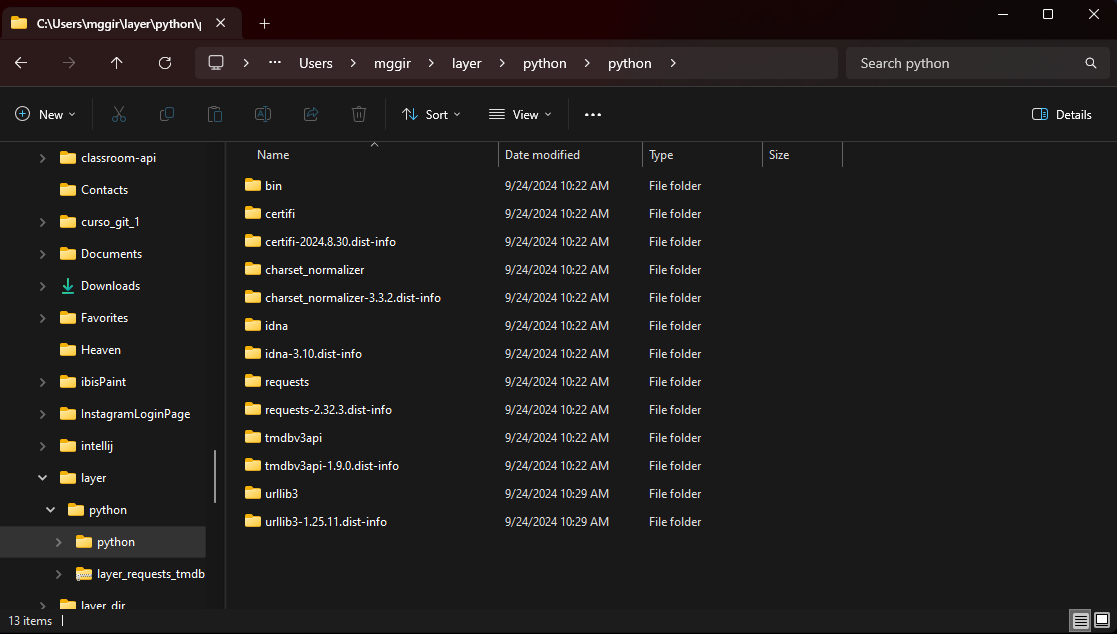 C:\Users\mggir\layer\python\p
Users
mggir
layer
python
python
Search python
New
Sort
View
Details
classroom-api
Contacts
curso_git_1
Documents
Downloads
Favorites
Heaven
ibisPaint
InstagramLoginPage
intellij
layer
python
python
layer_requests_tmdb
layer_dir
Name Date modified Type Size
bin 9/24/2024 10:22 AM File folder
certifi 9/24/2024 10:22 AM File folder
certifi-2024.8.30.dist-info 9/24/2024 10:22 AM File folder
charset_normalizer 9/24/2024 10:22 AM File folder
charset_normalizer-3.3.2.dist-info 9/24/2024 10:22 AM File folder
idna 9/24/2024 10:22 AM File folder
idna-3.10.dist-info 9/24/2024 10:22 AM File folder
requests 9/24/2024 10:22 AM File folder
requests-2.32.3.dist-info 9/24/2024 10:22 AM File folder
tmdbv3api 9/24/2024 10:22 AM File folder
tmdbv3api-1.9.0.dist-info 9/24/2024 10:22 AM File folder
urllib3 9/24/2024 10:29 AM File folder
urllib3-1.25.11.dist-info 9/24/2024 10:29 AM File folder
13 items